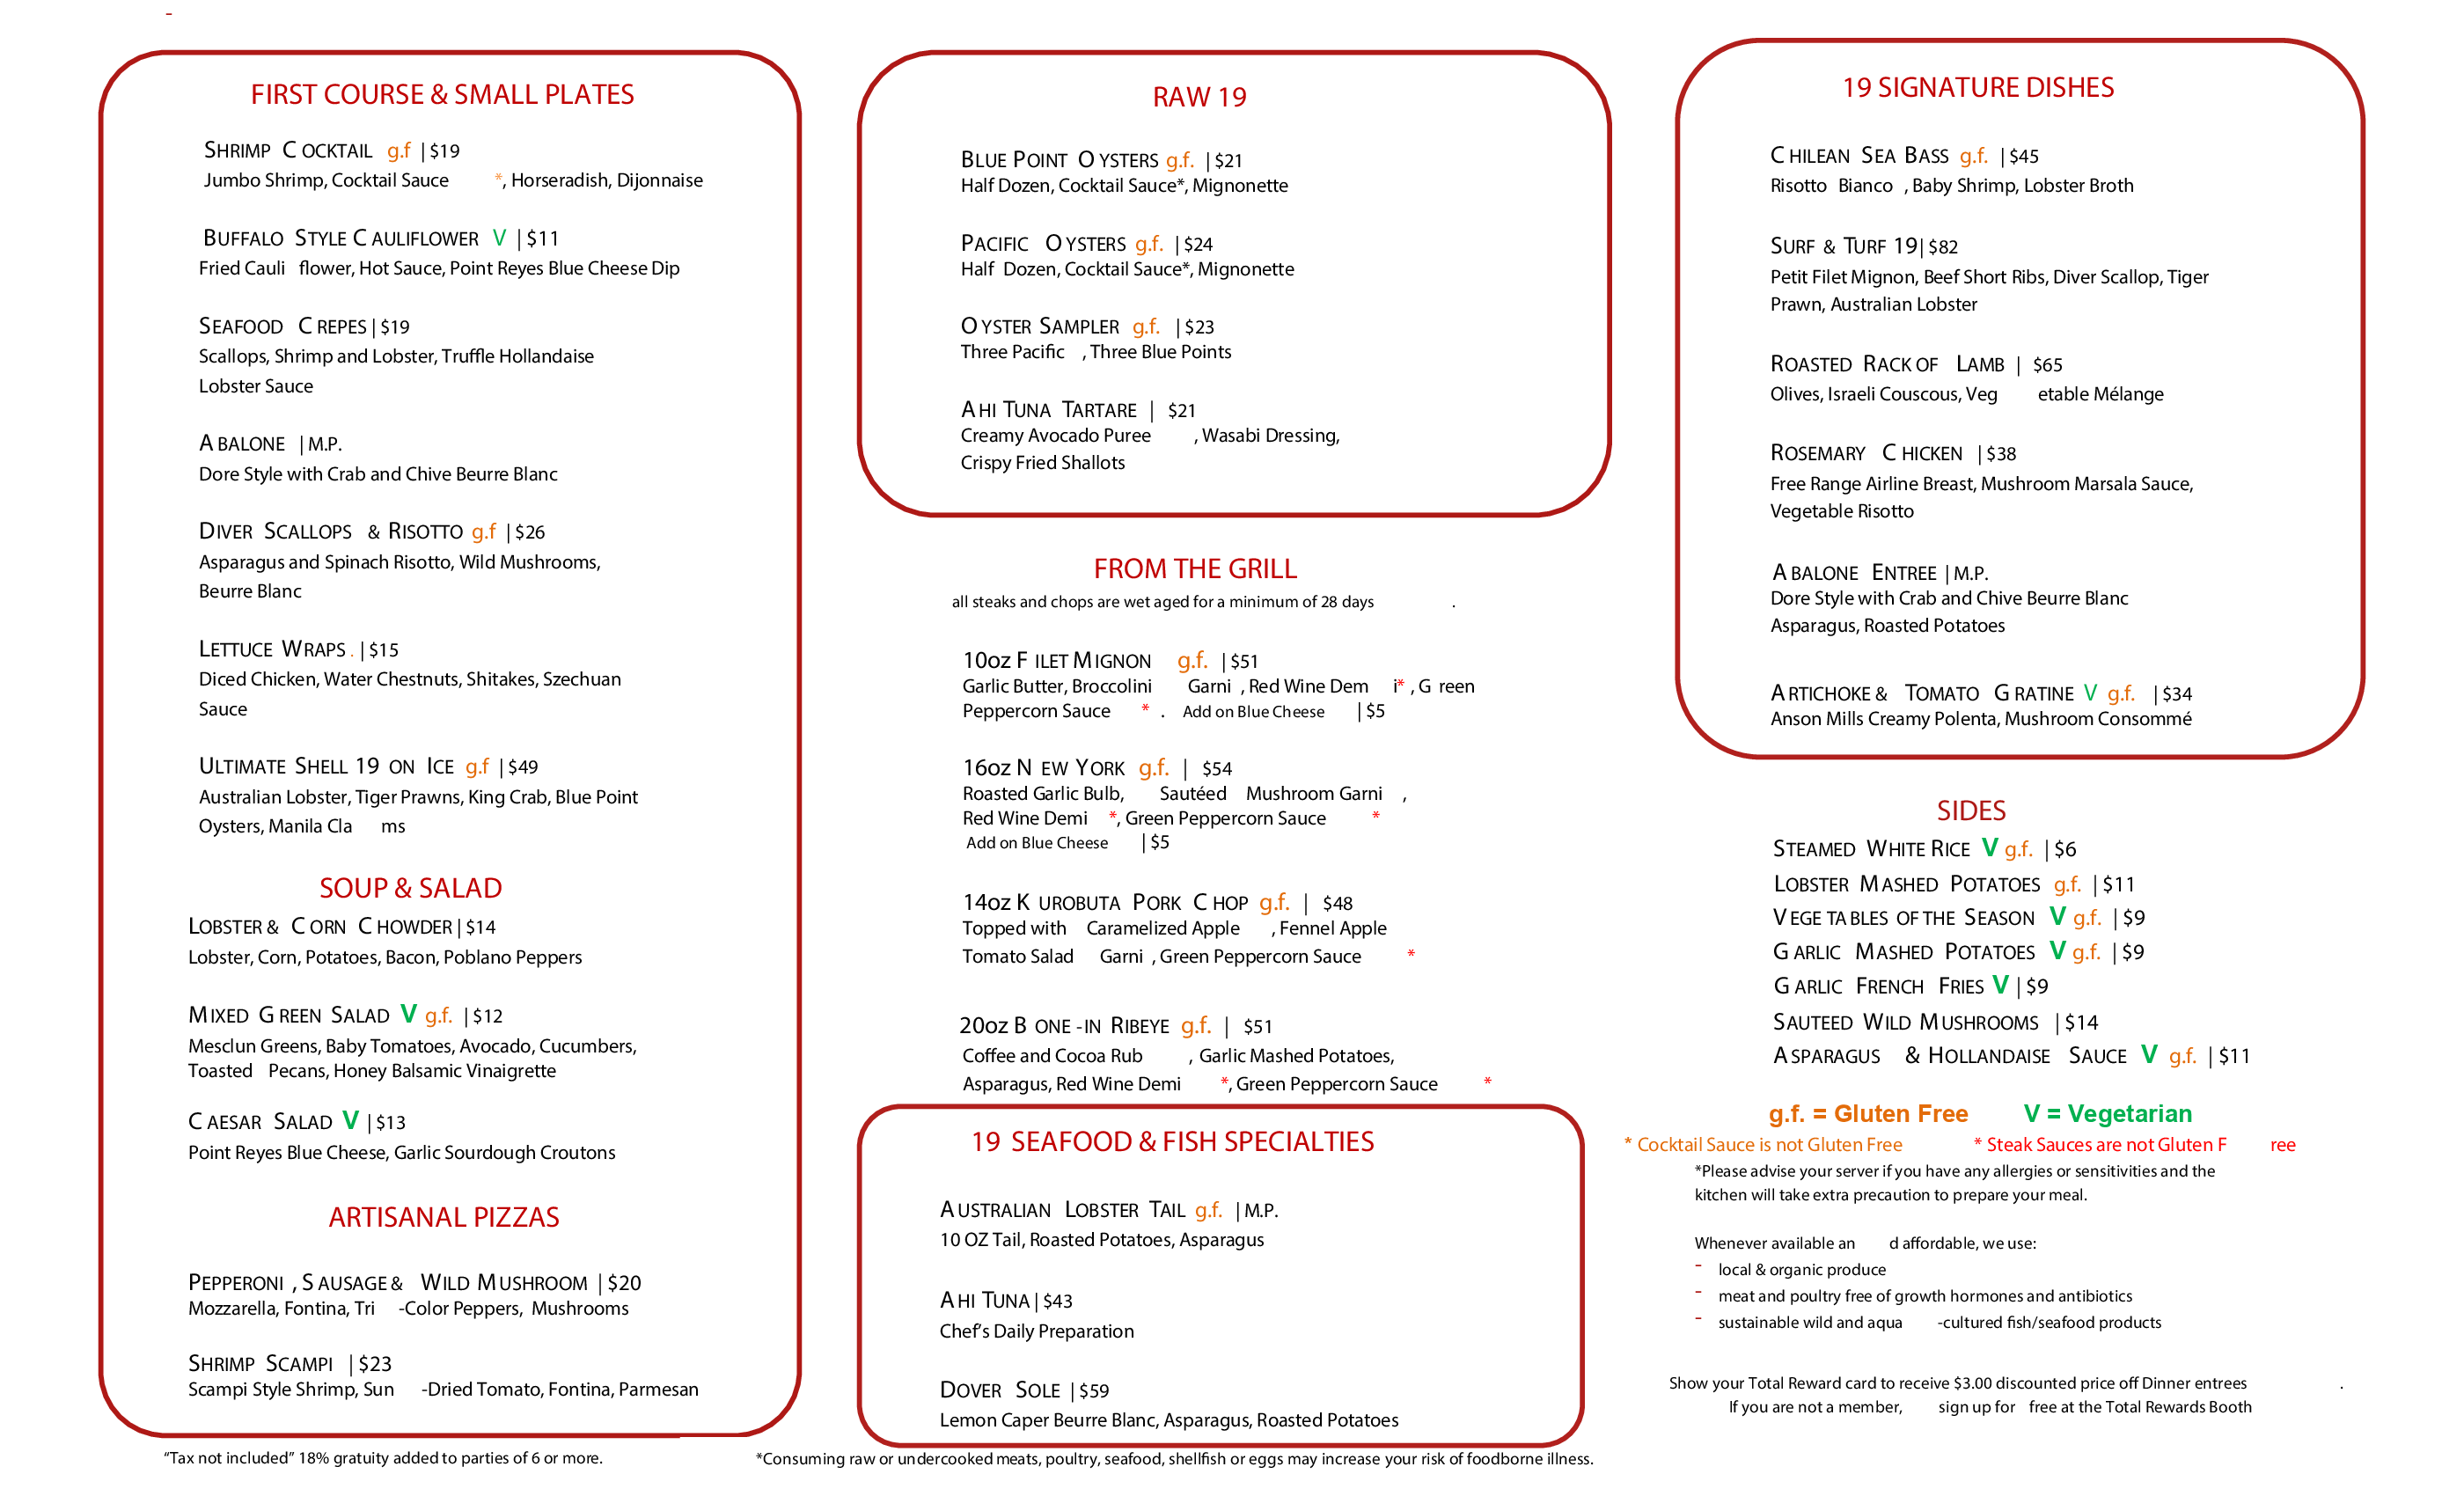 FIRST COURSE & SMALL PLATES
SHRIMP COCKTAIL g.f | $19
Jumbo Shrimp, Cocktail Sauce *, Horseradish, Dijonnaise
BUFFALO STYLE CAULIFLOWER V | $11
Fried Cauliflower, Hot Sauce, Point Reyes Blue Cheese Dip
SEAFOOD CREPES | $19
Scallops, Shrimp and Lobster, Truffle Hollandaise
Lobster Sauce
ABALONE | M.P.
Dore Style with Crab and Chive Beurre Blanc
DIVER SCALLOPS & RISOTTO g.f | $26
Asparagus and Spinach Risotto, Wild Mushrooms,
Beurre Blanc
LETTUCE WRAPS . | $15
Diced Chicken, Water Chestnuts, Shitakes, Szechuan
Sauce
ULTIMATE SHELL 19 ON ICE g.f | $49
Australian Lobster, Tiger Prawns, King Crab, Blue Point
Oysters, Manila Clams
SOUP & SALAD
LOBSTER & CORN CHOWDER | $14
Lobster, Corn, Potatoes, Bacon, Poblano Peppers
MIXED GREEN SALAD V g.f. | $12
Mesclun Greens, Baby Tomatoes, Avocado, Cucumbers,
Toasted Pecans, Honey Balsamic Vinaigrette
CAESAR SALAD V | $13
Point Reyes Blue Cheese, Garlic Sourdough Croutons
ARTISANAL PIZZAS
PEPPERONI, SAUSAGE & WILD MUSHROOM | $20
Mozzarella, Fontina, Tri-Color Peppers, Mushrooms
SHRIMP SCAMPI | $23
Scampi Style Shrimp, Sun-Dried Tomato, Fontina, Parmesan
"Tax not included" 18% gratuity added to parties of 6 or more.
RAW 19
BLUE POINT OYSTERS g.f. | $21
Half Dozen, Cocktail Sauce*, Mignonette
PACIFIC OYSTERS g.f. | $24
Half Dozen, Cocktail Sauce*, Mignonette
OYSTER SAMPLER g.f. | $23
Three Pacific, Three Blue Points
AHI TUNA TARTARE | $21
Creamy Avocado Puree, Wasabi Dressing,
Crispy Fried Shallots
FROM THE GRILL
all steaks and chops are wet aged for a minimum of 28 days.
10oz FILET MIGNON g.f. | $51
Garlic Butter, Broccolini Garni, Red Wine Demi*, Green
Peppercorn Sauce *. Add on Blue Cheese | $5
16oz NEW YORK g.f. | $54
Roasted Garlic Bulb, Sautéed Mushroom Garni,
Red Wine Demi *, Green Peppercorn Sauce *
Add on Blue Cheese | $5
14oz KUROBUTA PORK CHOP g.f. | $48
Topped with Caramelized Apple, Fennel Apple
Tomato Salad Garni, Green Peppercorn Sauce *
20oz BONE-IN RIBEYE g.f. | $51
Coffee and Cocoa Rub, Garlic Mashed Potatoes,
Asparagus, Red Wine Demi *, Green Peppercorn Sauce *
19 SEAFOOD & FISH SPECIALTIES
AUSTRALIAN LOBSTER TAIL g.f. | M.P.
10 OZ Tail, Roasted Potatoes, Asparagus
AHI TUNA | $43
Chef's Daily Preparation
DOVER SOLE | $59
Lemon Caper Beurre Blanc, Asparagus, Roasted Potatoes
*Consuming raw or undercooked meats, poultry, seafood, shellfish or eggs may increase your risk of foodborne illness.
19 SIGNATURE DISHES
CHILEAN SEA BASS g.f. | $45
Risotto Bianco, Baby Shrimp, Lobster Broth
SURF & TURF 19 | $82
Petit Filet Mignon, Beef Short Ribs, Diver Scallop, Tiger
Prawn, Australian Lobster
ROASTED RACK OF LAMB | $65
Olives, Israeli Couscous, Vegetable Mélange
ROSEMARY CHICKEN | $38
Free Range Airline Breast, Mushroom Marsala Sauce,
Vegetable Risotto
ABALONE ENTREE | M.P.
Dore Style with Crab and Chive Beurre Blanc
Asparagus, Roasted Potatoes
ARTICHOKE & TOMATO GRATINE V g.f. | $34
Anson Mills Creamy Polenta, Mushroom Consommé
SIDES
STEAMED WHITE RICE V g.f. | $6
LOBSTER MASHED POTATOES g.f. | $11
VEGETABLES OF THE SEASON V g.f. | $9
GARLIC MASHED POTATOES V g.f. | $9
GARLIC FRENCH FRIES V | $9
SAUTEED WILD MUSHROOMS | $14
ASPARAGUS & HOLLANDAISE SAUCE V g.f. | $11
g.f. = Gluten Free V = Vegetarian
* Cocktail Sauce is not Gluten Free * Steak Sauces are not Gluten Free
*Please advise your server if you have any allergies or sensitivities and the
kitchen will take extra precaution to prepare your meal.
Whenever available and affordable, we use:
- local & organic produce
- meat and poultry free of growth hormones and antibiotics
- sustainable wild and aqua-cultured fish/seafood products
Show your Total Reward card to receive $3.00 discounted price off Dinner entrees.
If you are not a member, sign up for free at the Total Rewards Booth